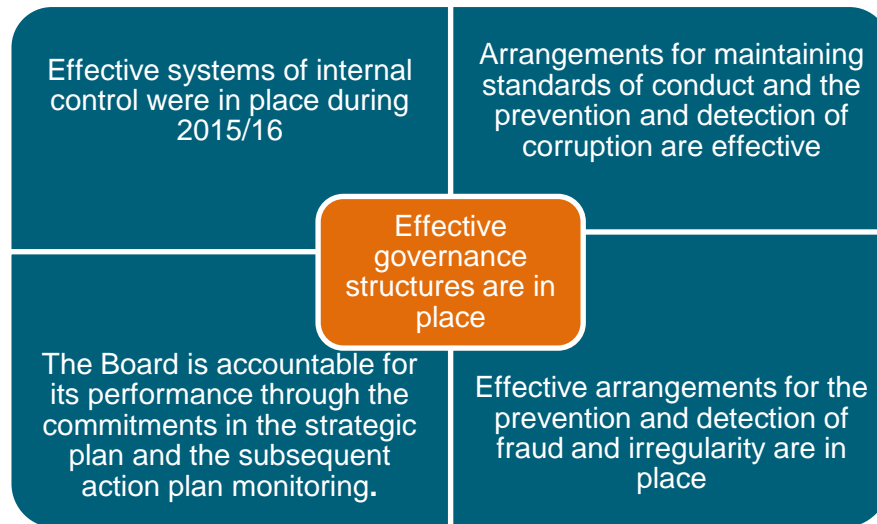 Effective systems of internal
control were in place during
2015/16
Arrangements for maintaining
standards of conduct and the
prevention and detection of
corruption are effective
Effective
governance
structures are in
place
The Board is accountable for
its performance through the
commitments in the strategic
plan and the subsequent
action plan monitoring.
Effective arrangements for the
prevention and detection of
fraud and irregularity are in
place